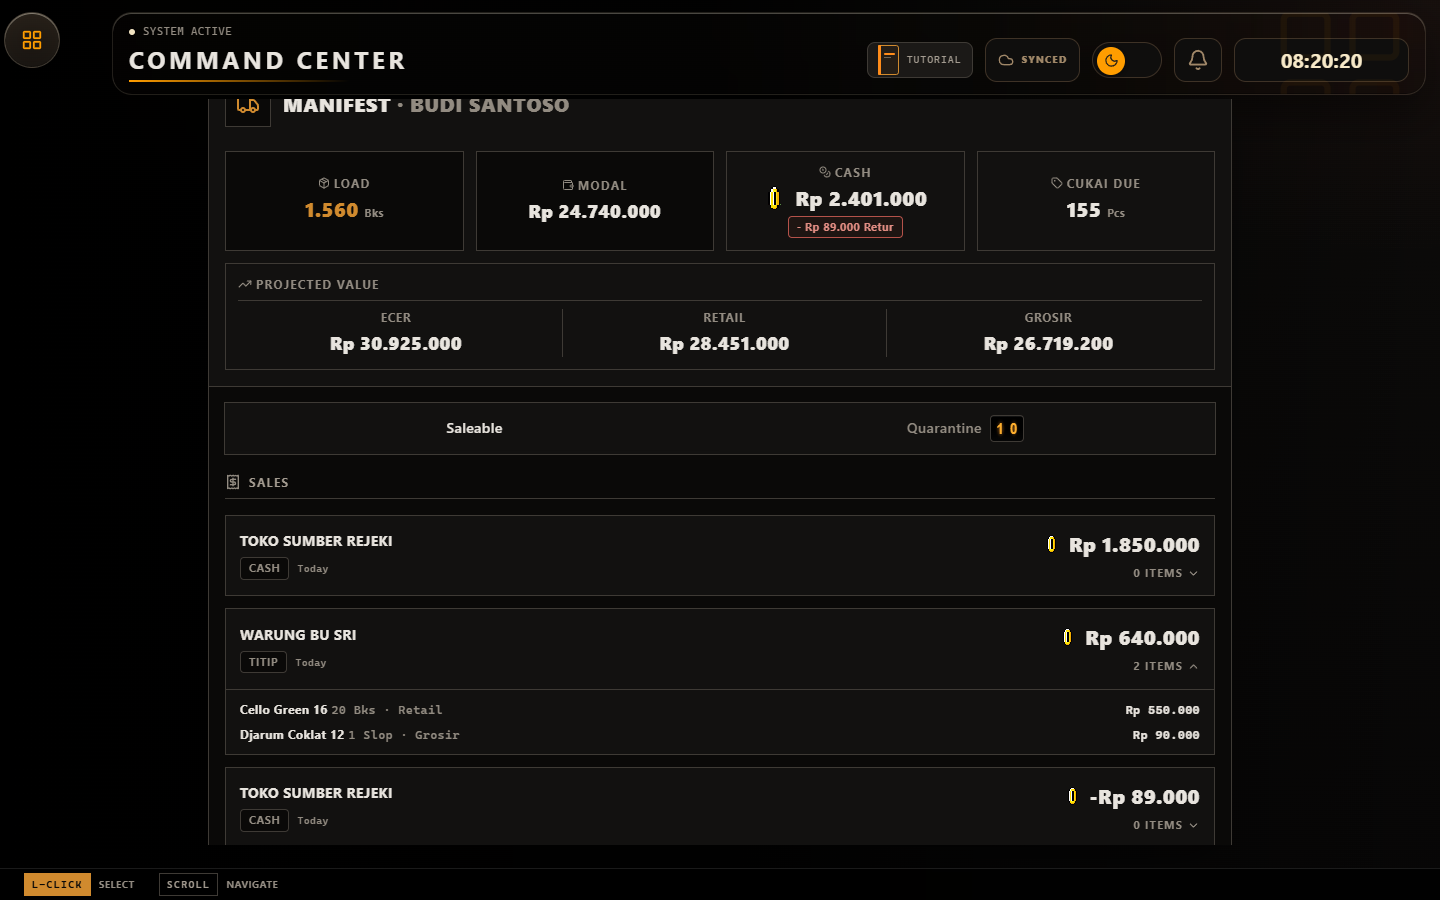 SYSTEM ACTIVE
COMMAND CENTER
TUTORIAL
SYNCED
08:20:20
MANIFEST · BUDI SANTOSO
LOAD
1.560 Bks
MODAL
Rp 24.740.000
CASH
Rp 2.401.000
- Rp 89.000 Retur
CUKAI DUE
155 Pcs
PROJECTED VALUE
ECER
Rp 30.925.000
RETAIL
Rp 28.451.000
GROSIR
Rp 26.719.200
Saleable
Quarantine 10
SALES
TOKO SUMBER REJEKI
Rp 1.850.000
CASH Today
0 ITEMS
WARUNG BU SRI
Rp 640.000
TITIP Today
2 ITEMS
Cello Green 16 20 Bks · Retail
Rp 550.000
Djarum Coklat 12 1 Slop · Grosir
Rp 90.000
TOKO SUMBER REJEKI
-Rp 89.000
CASH Today
0 ITEMS
L-CLICK SELECT SCROLL NAVIGATE